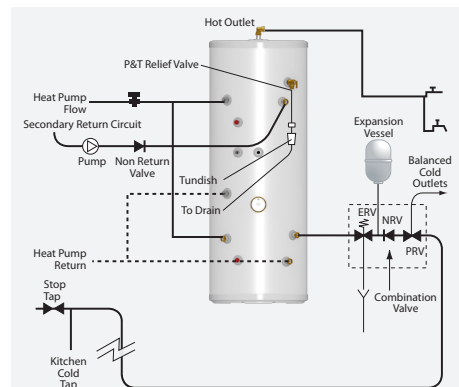 Hot Outlet
P&T Relief Valve
Heat Pump
Flow
Secondary Return Circuit
Pump
Non Return
Valve
Tundish
To Drain
Expansion
Vessel
Balanced
Cold
Outlets
ERV
NRV
PRV
Combination
Valve
Heat Pump
Return
Stop
Tap
Kitchen
Cold
Tap